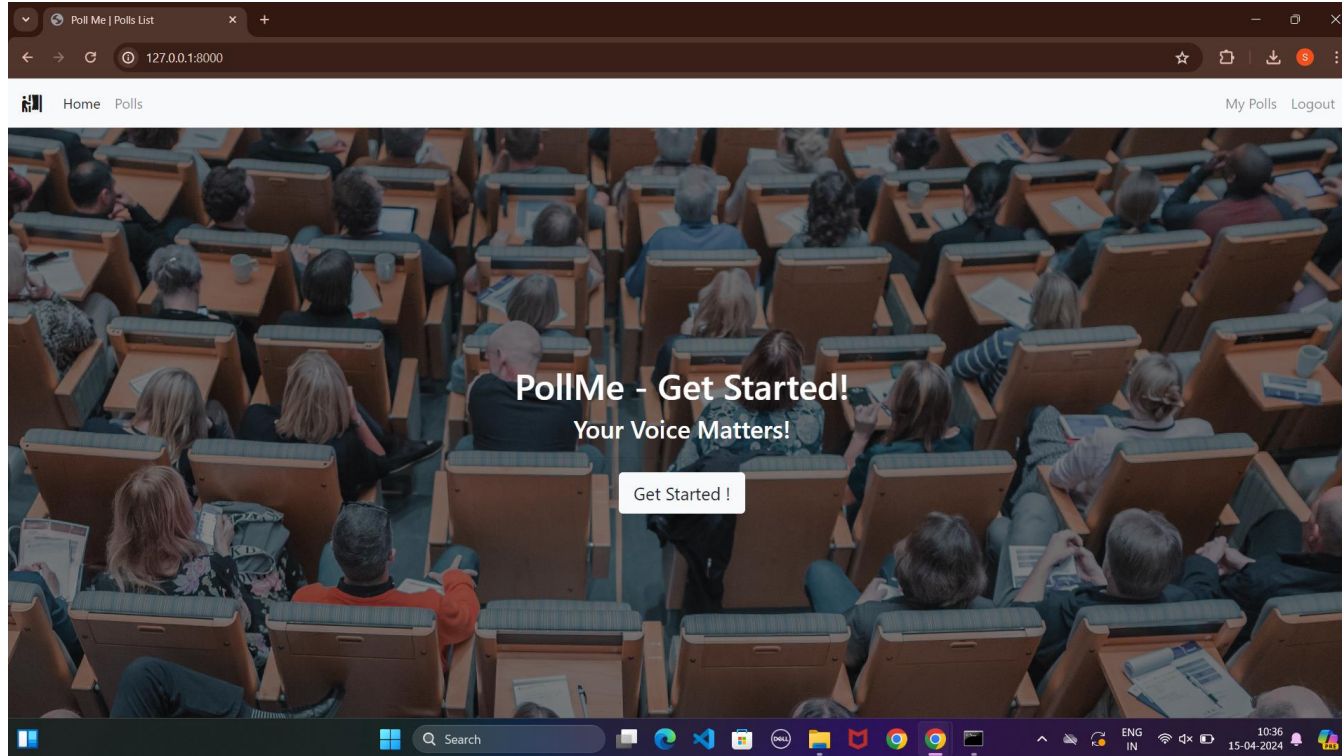 Poll Me | Polls List
127.0.0.1:8000
S
Home Polls
My Polls Logout
PollMe - Get Started!
Your Voice Matters!
Get Started !
Search
DELL
ENG
IN
10:36
15-04-2024